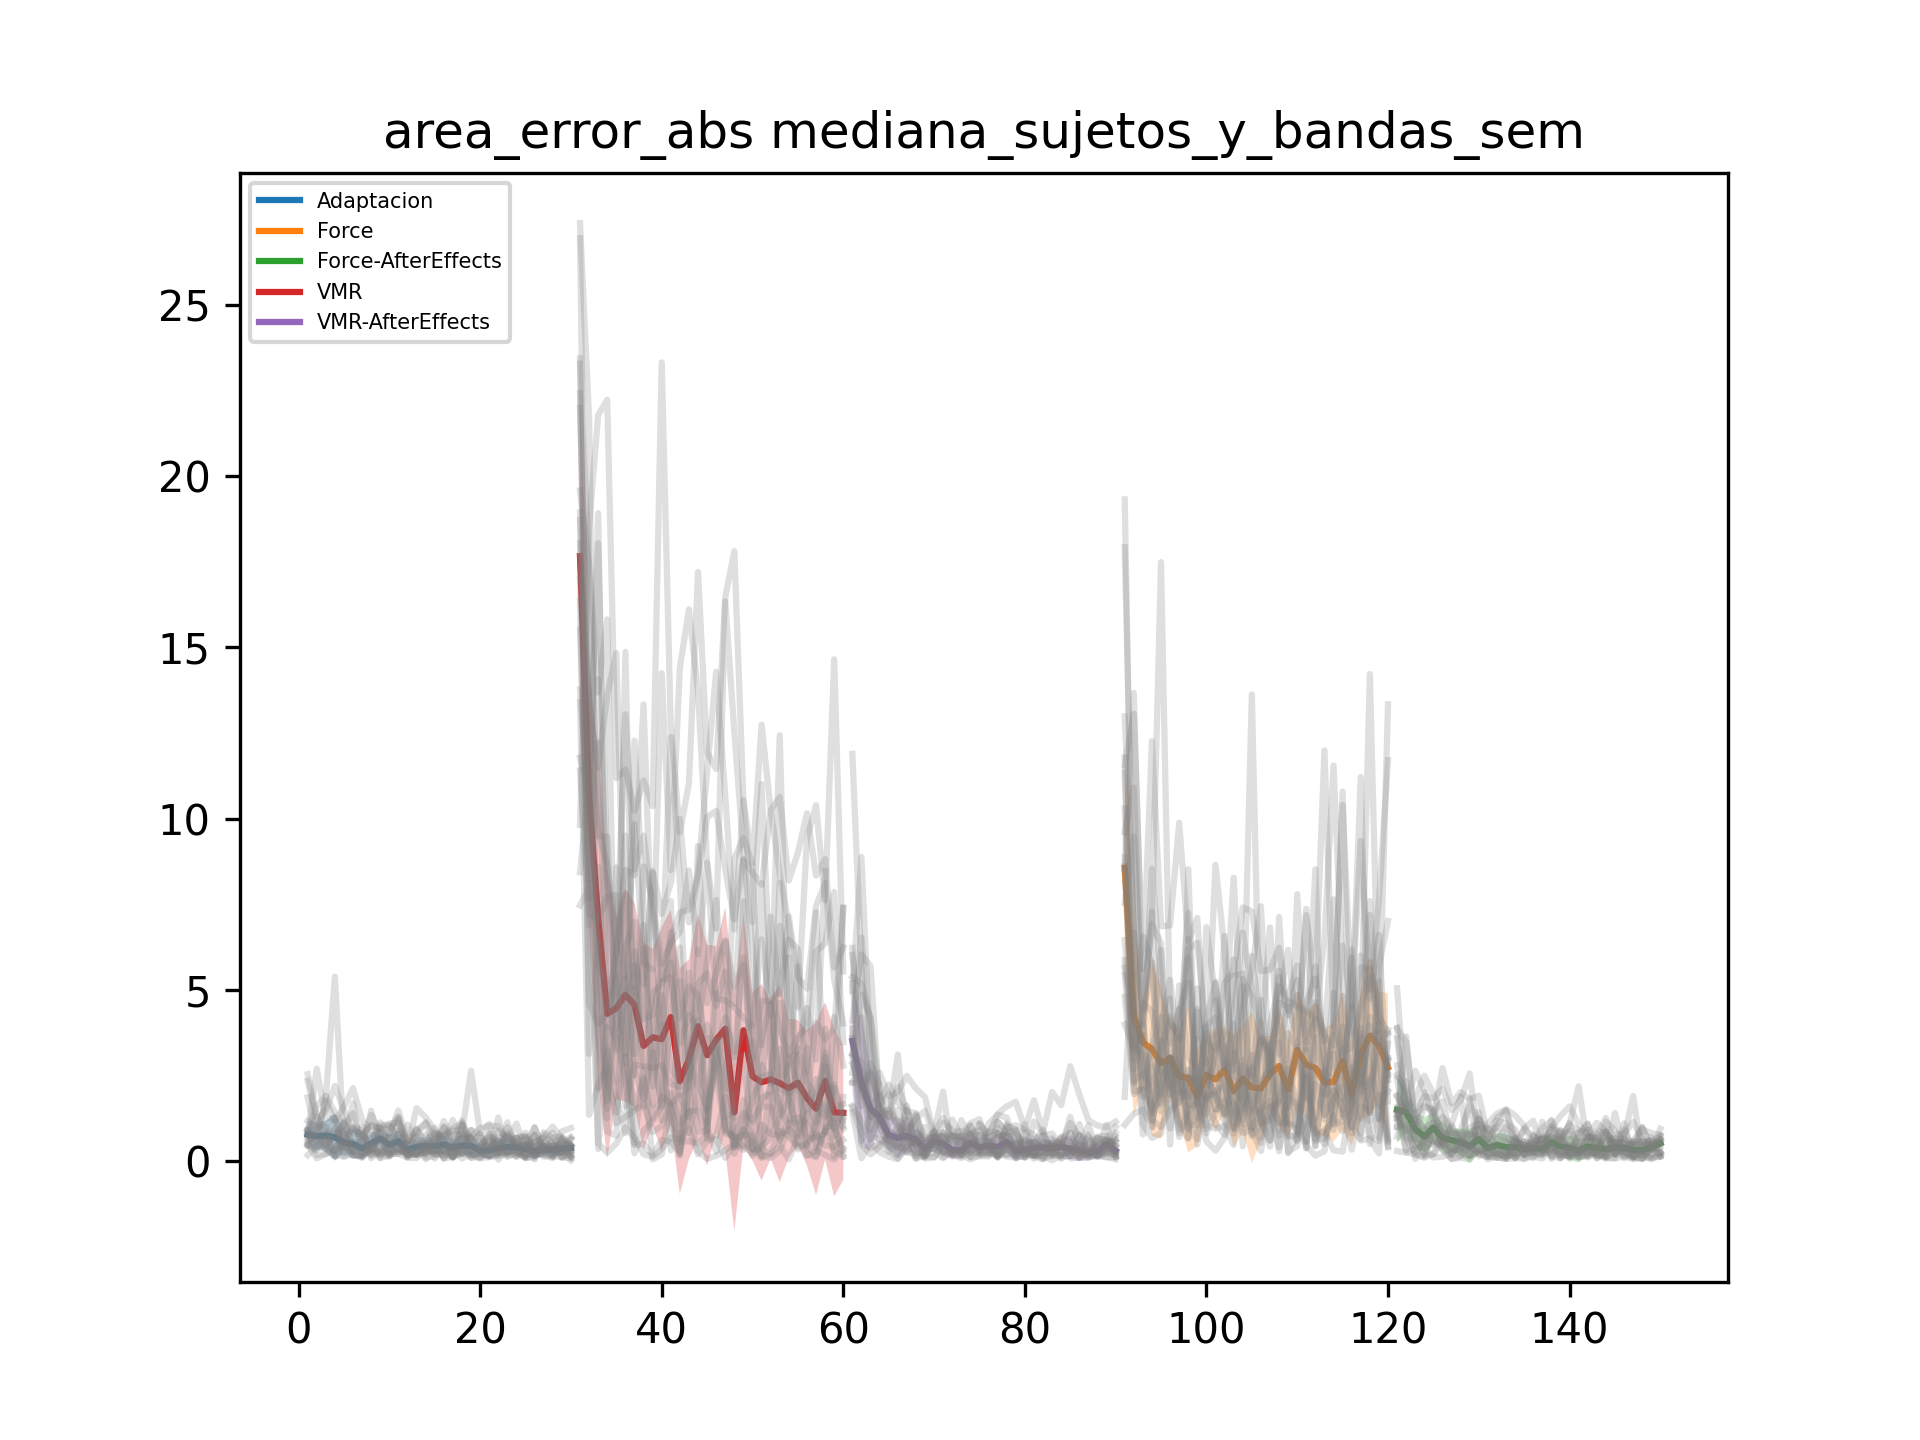 area_error_abs mediana_sujetos_y_bandas_sem
Adaptacion
Force
Force-AfterEffects
VMR
VMR-AfterEffects
25
20
15
10
5
0
0 20 40 60 80 100 120 140